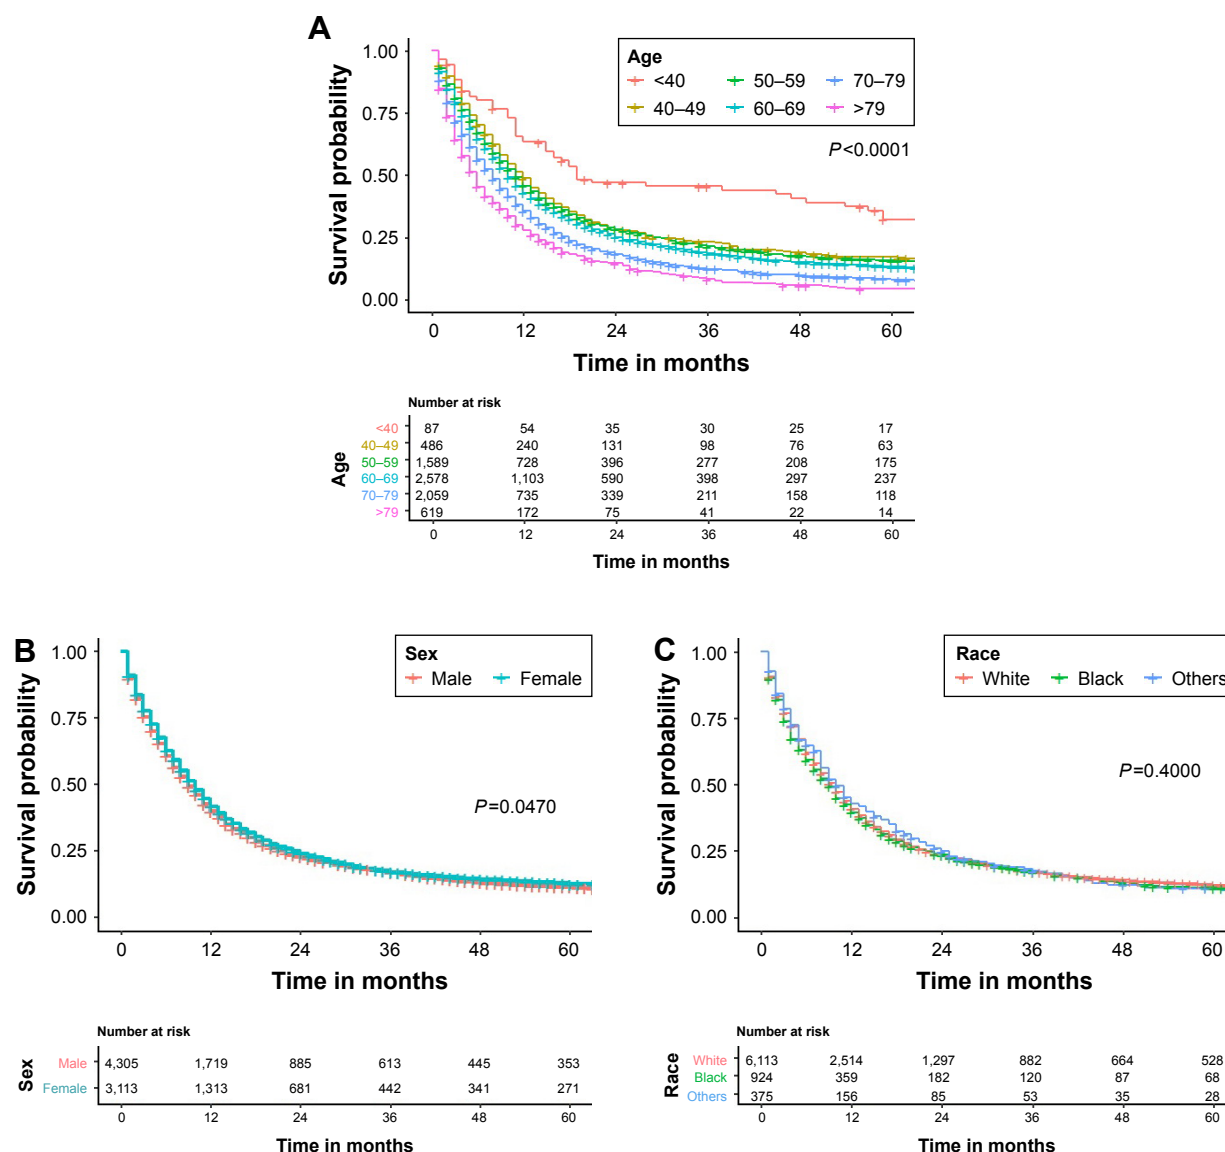 A
Survival probability
1.00
0.75
0.50
0.25
0.00
Age
<40 50–59 70–79
40–49 60–69 >79
P<0.0001
0 12 24 36 48 60
Time in months
Number at risk
Age
<40 87 54 35 30 25 17
40–49 486 240 131 98 76 63
50–59 1,589 728 396 277 208 175
60–69 2,578 1,103 590 398 297 237
70–79 2,059 735 339 211 158 118
>79 619 172 75 41 22 14
0 12 24 36 48 60
Time in months
B
Survival probability
1.00
0.75
0.50
0.25
0.00
Sex
Male Female
P=0.0470
0 12 24 36 48 60
Time in months
Number at risk
Sex
Male 4,305 1,719 885 613 445 353
Female 3,113 1,313 681 442 341 271
0 12 24 36 48 60
Time in months
C
Survival probability
1.00
0.75
0.50
0.25
0.00
Race
White Black Others
P=0.4000
0 12 24 36 48 60
Time in months
Number at risk
Race
White 6,113 2,514 1,297 882 664 528
Black 924 359 182 120 87 68
Others 375 156 85 53 35 28
0 12 24 36 48 60
Time in months